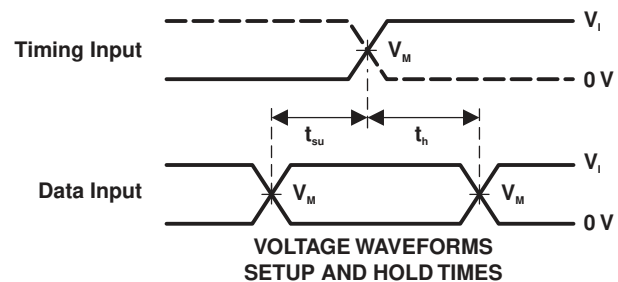 V_I
Timing Input
V_M
0 V
t_su
t_h
V_I
Data Input
V_M
V_M
0 V
VOLTAGE WAVEFORMS
SETUP AND HOLD TIMES